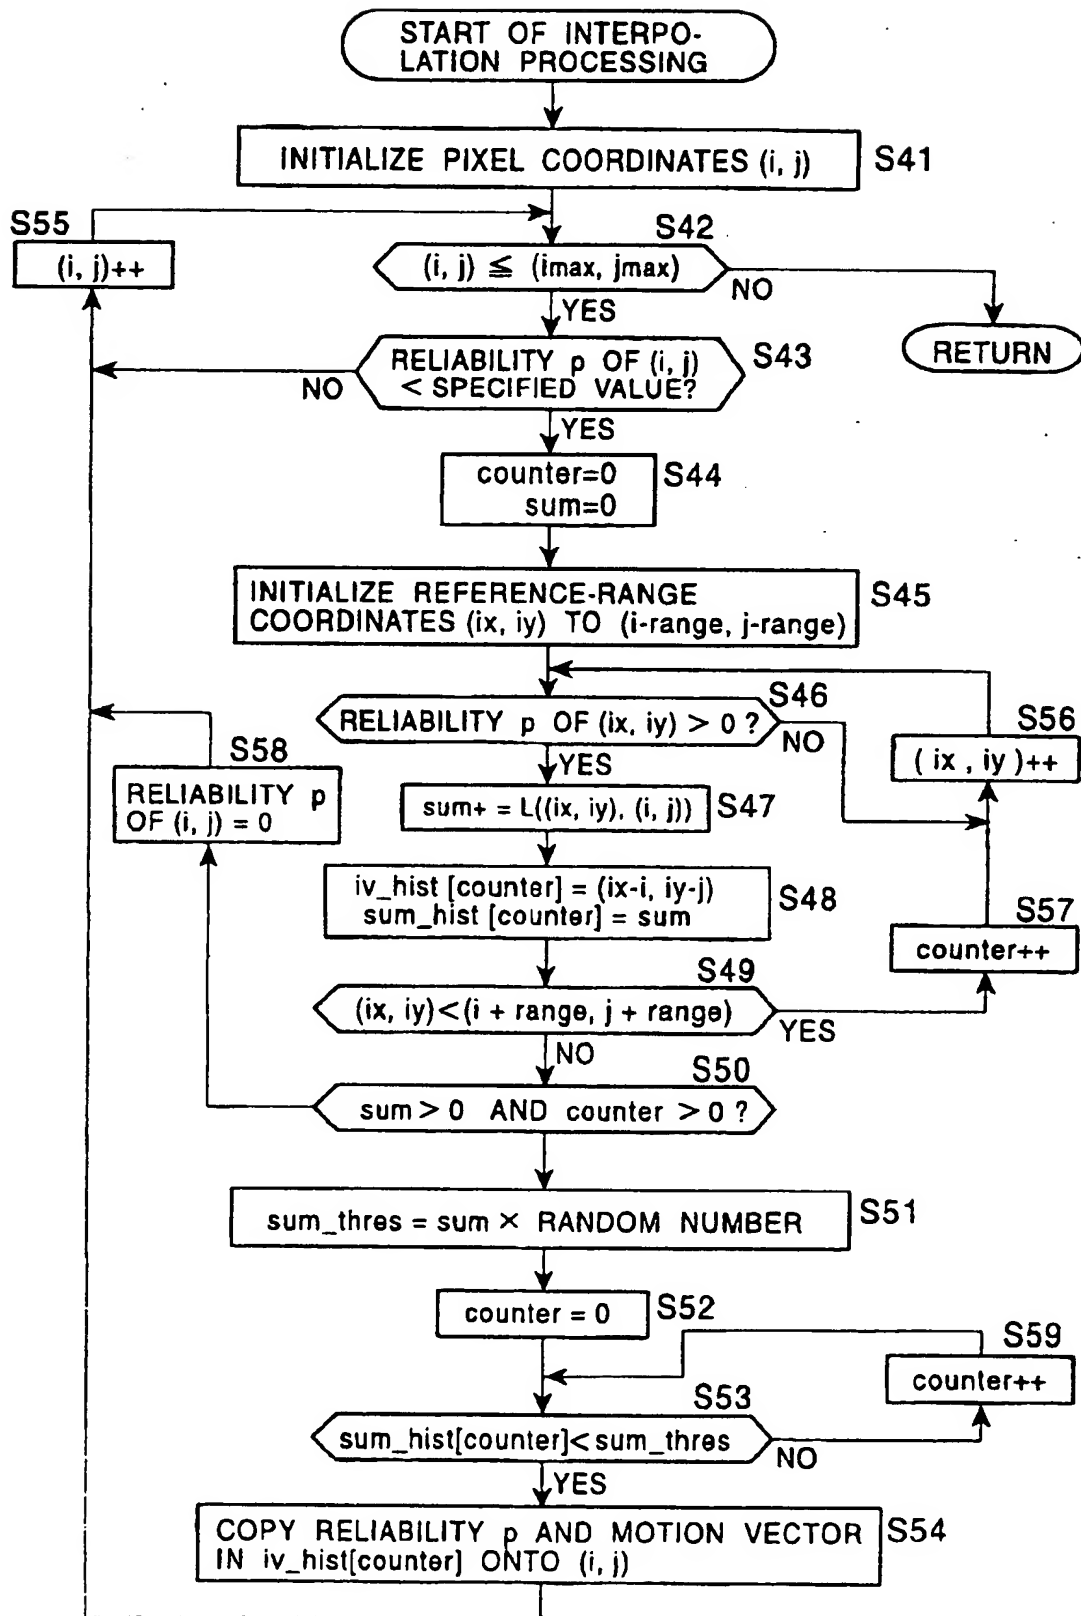 START OF INTERPO-
LATION PROCESSING
INITIALIZE PIXEL COORDINATES (i, j)
S41
S55
(i, j)++
S42
(i, j) ≦ (imax, jmax)
NO
YES
RETURN
RELIABILITY p OF (i, j)
< SPECIFIED VALUE?
S43
NO
YES
counter=0
sum=0
S44
INITIALIZE REFERENCE-RANGE
COORDINATES (ix, iy) TO (i-range, j-range)
S45
S46
RELIABILITY p OF (ix, iy) > 0 ?
NO
YES
S56
( ix , iy )++
S58
RELIABILITY p
OF (i, j) = 0
sum+ = L((ix, iy), (i, j))
S47
iv_hist [counter] = (ix-i, iy-j)
sum_hist [counter] = sum
S48
S57
counter++
S49
(ix, iy)<(i + range, j + range)
YES
NO
S50
sum > 0 AND counter > 0 ?
sum_thres = sum × RANDOM NUMBER
S51
counter = 0
S52
S59
counter++
S53
sum_hist[counter]<sum_thres
NO
YES
COPY RELIABILITY p AND MOTION VECTOR
IN iv_hist[counter] ONTO (i, j)
S54